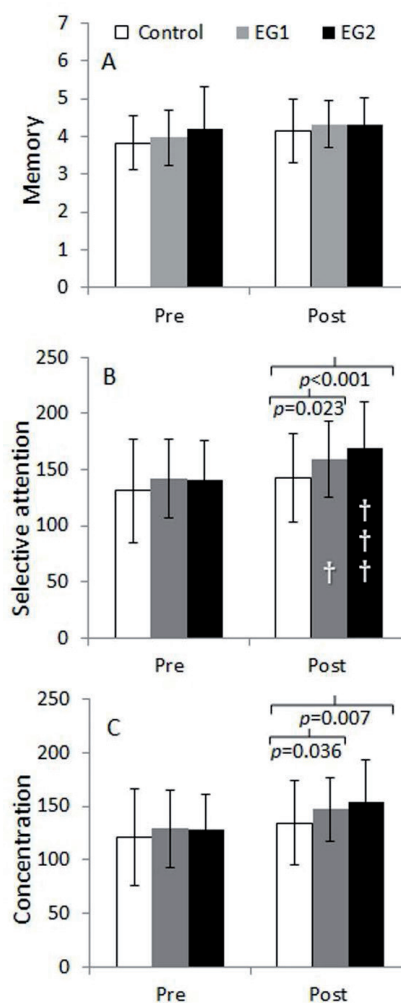 Control EG1 EG2
A
Memory
7
6
5
4
3
2
1
0
Pre Post
B
Selective attention
250
200
150
100
50
0
p<0.001
p=0.023
†
†
† †
Pre Post
C
Concentration
250
200
150
100
50
0
p=0.007
p=0.036
Pre Post